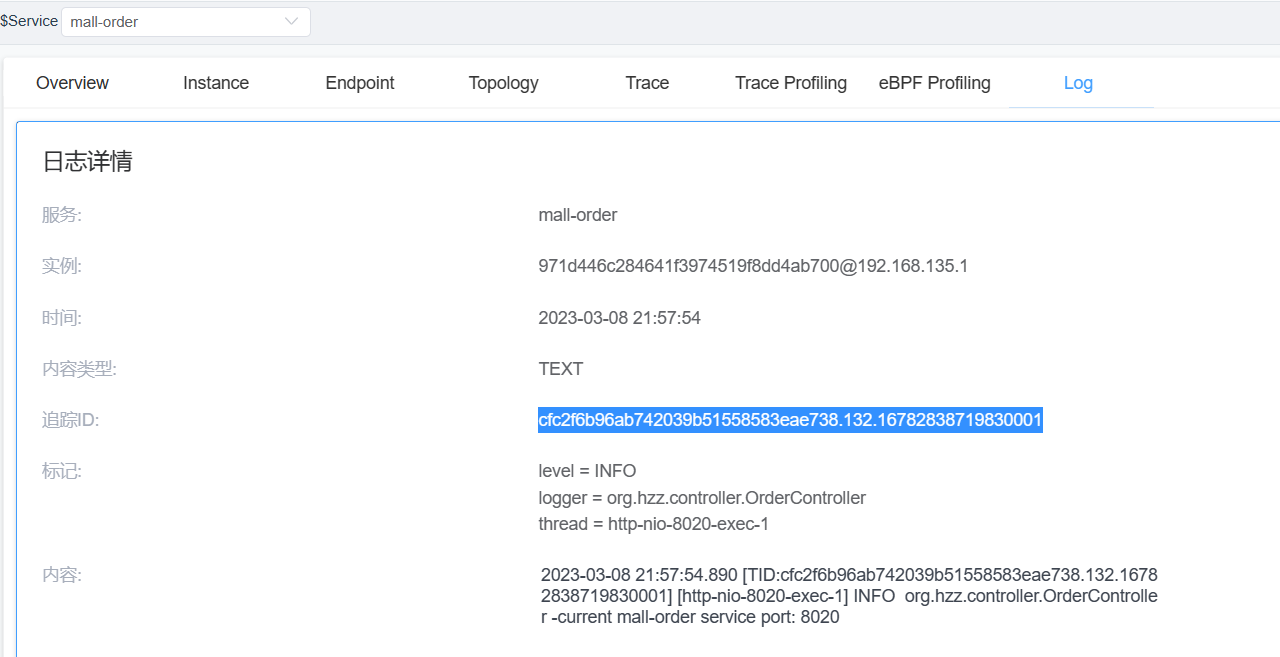 $Service mall-order
Overview Instance Endpoint Topology Trace Trace Profiling eBPF Profiling Log
日志详情
服务: mall-order
实例: 971d446c284641f3974519f8dd4ab700@192.168.135.1
时间: 2023-03-08 21:57:54
内容类型: TEXT
追踪ID: cfc2f6b96ab742039b51558583eae738.132.16782838719830001
标记: level = INFO
logger = org.hzz.controller.OrderController
thread = http-nio-8020-exec-1
内容: 2023-03-08 21:57:54.890 [TID:cfc2f6b96ab742039b51558583eae738.132.1678
2838719830001] [http-nio-8020-exec-1] INFO  org.hzz.controller.OrderControlle
r -current mall-order service port: 8020